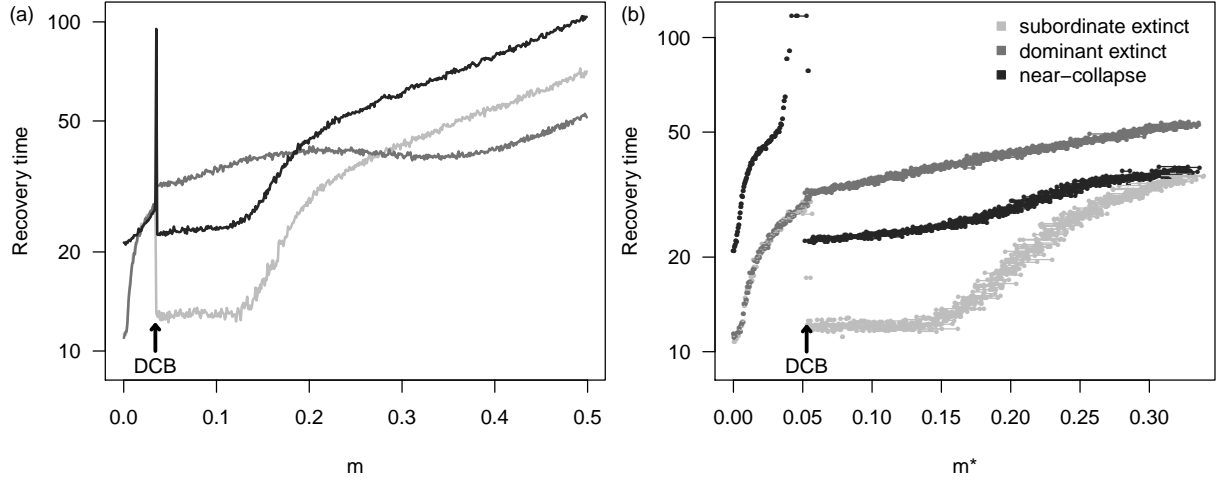 (a)
Recovery time
100
50
20
10
DCB
0.0 0.1 0.2 0.3 0.4 0.5
m
(b)
Recovery time
100
50
20
10
subordinate extinct
dominant extinct
near−collapse
DCB
0.00 0.05 0.10 0.15 0.20 0.25 0.30
m*